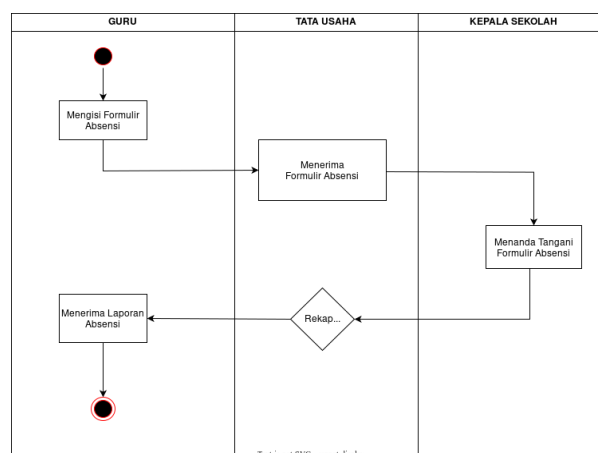 GURU
TATA USAHA
KEPALA SEKOLAH
Mengisi Formulir
Absensi
Menerima
Formulir Absensi
Menanda Tangani
Formulir Absensi
Menerima Laporan
Absensi
Rekap...